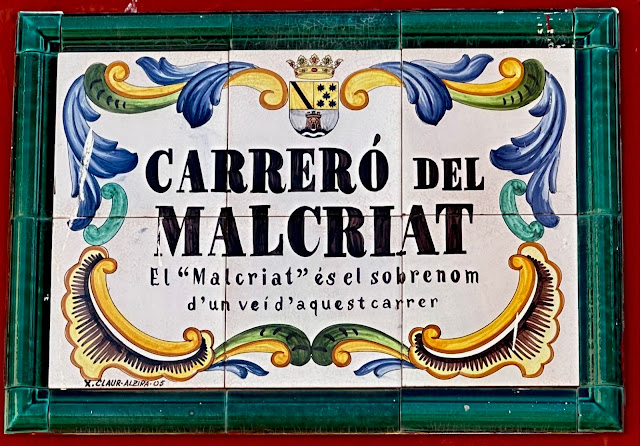 CARRERÓ DEL
MALCRIAT
El "Malcriat" és el sobrenom
d'un veí d'aquest carrer
X. CLAUR-ALZIRA-05